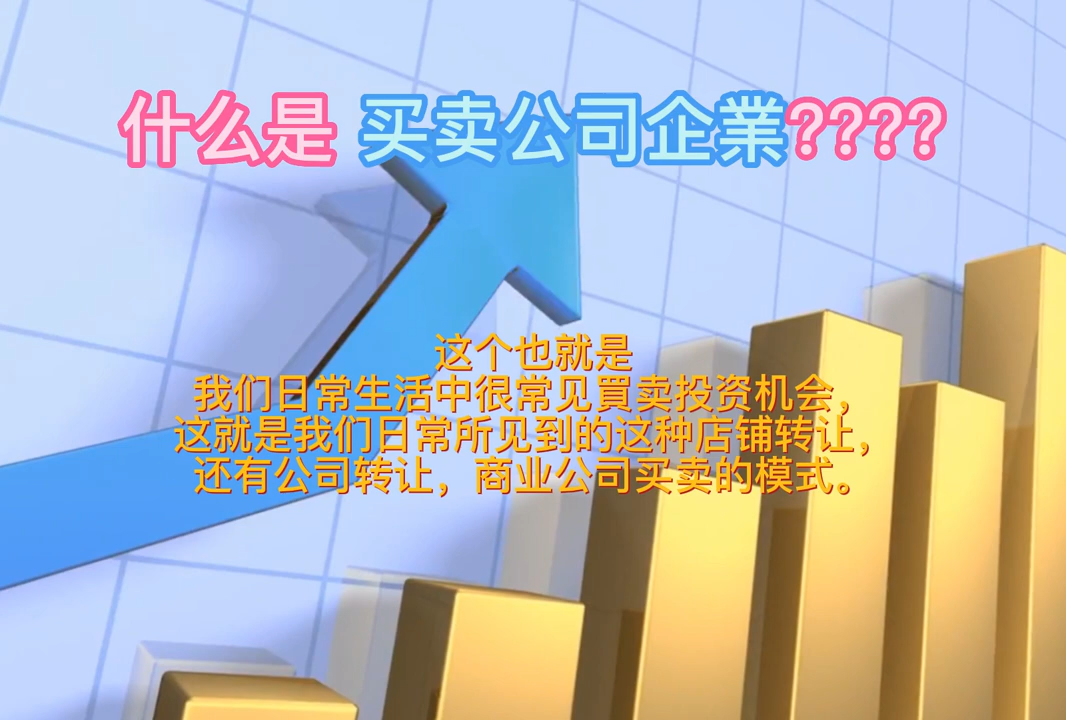 什么是 买卖公司企業????
这个也就是
我们日常生活中很常见買卖投资机会，
这就是我们日常所见到的这种店铺转让，
还有公司转让，商业公司买卖的模式。